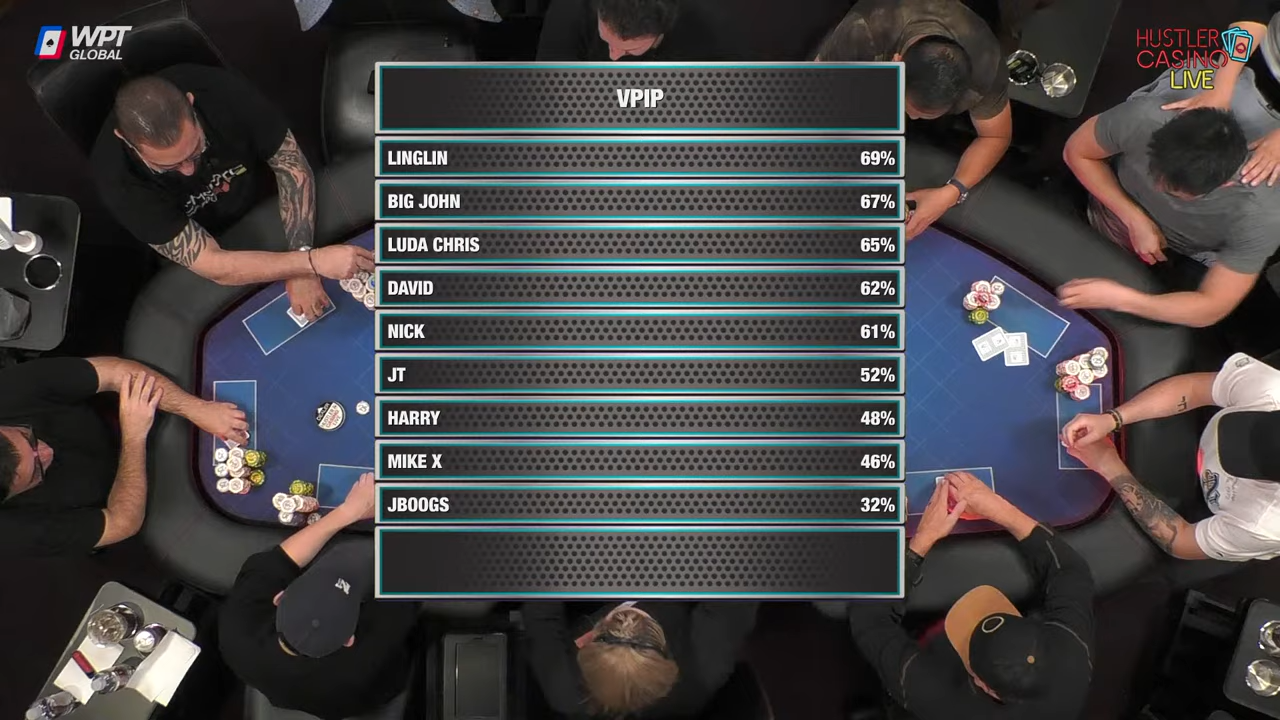 WPT
GLOBAL
HUSTLER
CASINO
LIVE
VPIP
LINGLIN 69%
BIG JOHN 67%
LUDA CHRIS 65%
DAVID 62%
NICK 61%
JT 52%
HARRY 48%
MIKE X 46%
JBOOGS 32%